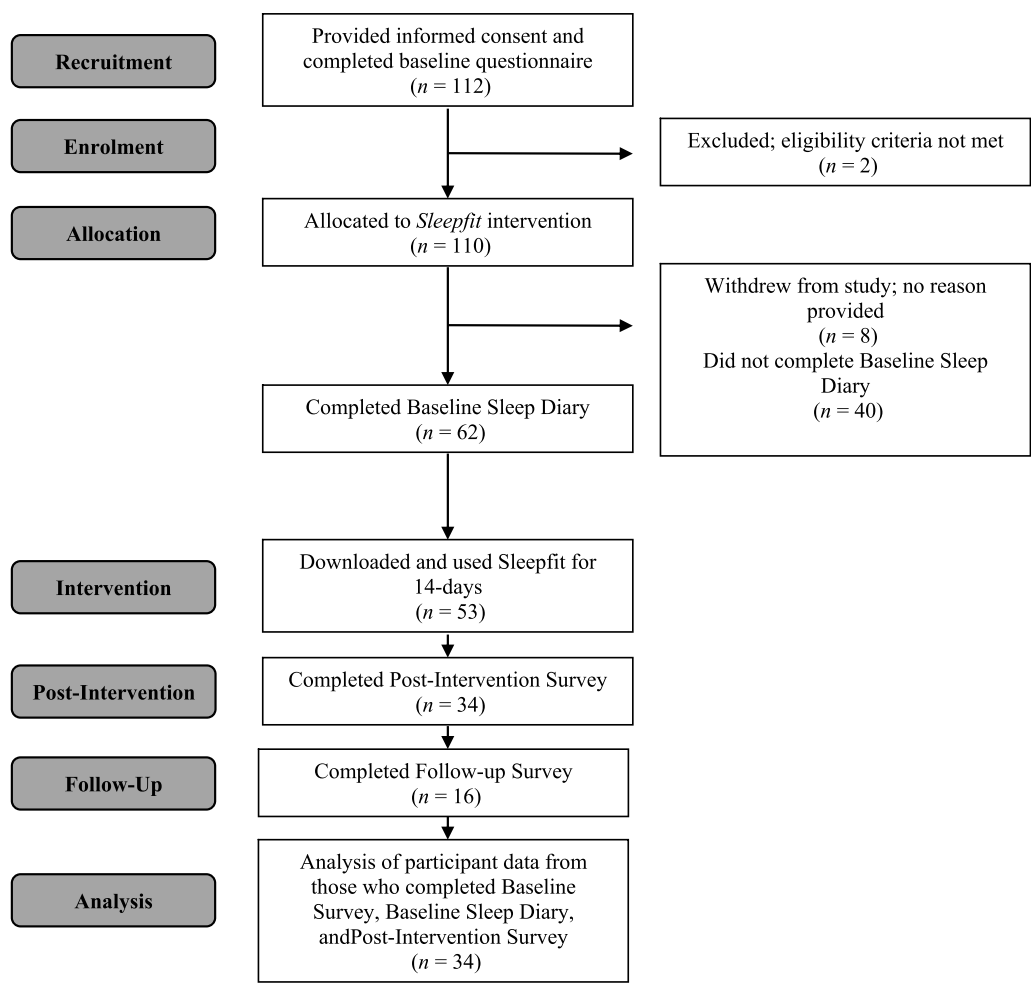 Recruitment
Provided informed consent and
completed baseline questionnaire
(n = 112)
Enrolment
Excluded; eligibility criteria not met
(n = 2)
Allocation
Allocated to Sleepfit intervention
(n = 110)
Withdrew from study; no reason
provided
(n = 8)
Did not complete Baseline Sleep
Diary
(n = 40)
Completed Baseline Sleep Diary
(n = 62)
Intervention
Downloaded and used Sleepfit for
14-days
(n = 53)
Post-Intervention
Completed Post-Intervention Survey
(n = 34)
Follow-Up
Completed Follow-up Survey
(n = 16)
Analysis
Analysis of participant data from
those who completed Baseline
Survey, Baseline Sleep Diary,
andPost-Intervention Survey
(n = 34)